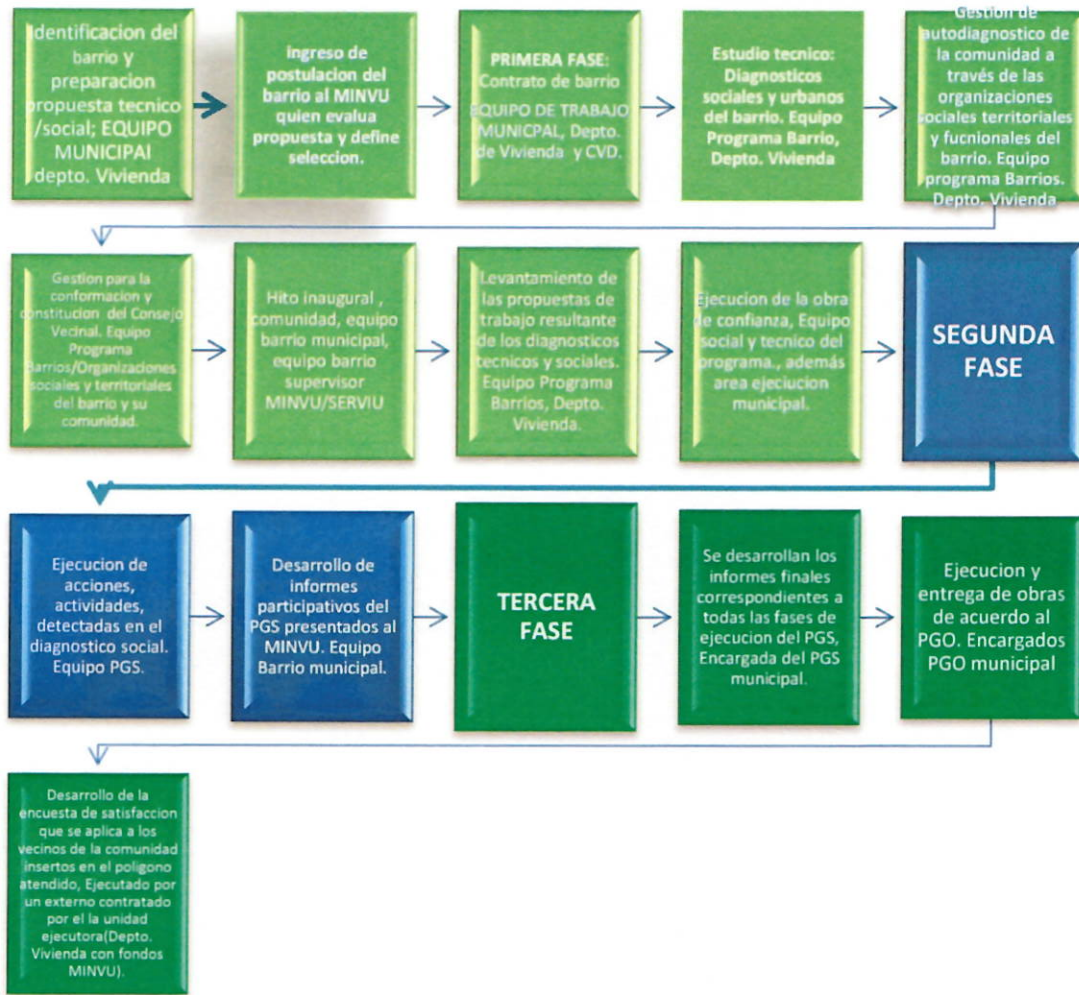 Identificacion del
barrio y
preparacion
propuesta tecnico
/social; EQUIPO
MUNICIPAl
depto. Vivienda
ingreso de
postulacion del
barrio al MINVU
quien evalua
propuesta y define
seleccion.
PRIMERA FASE:
Contrato de barrio
EQUIPO DE TRABAJO
MUNICPAL, Depto.
de Vivienda y CVD.
Estudio tecnico:
Diagnosticos
sociales y urbanos
del barrio. Equipo
Programa Barrio,
Depto. Vivienda
Gestion de
autodiagnostico de
la comunidad a
través de las
organizaciones
sociales territoriales
y fucnionales del
barrio. Equipo
programa Barrios.
Depto. Vivienda
Gestion para la
conformacion y
constitucion del Consejo
Vecinal. Equipo
Programa
Barrios/Organizaciones
sociales y territoriales
del barrio y su
comunidad.
Hito inaugural ,
comunidad, equipo
barrio municipal,
equipo barrio
supervisor
MINVU/SERVIU
Levantamiento de
las propuestas de
trabajo resultante
de los diagnosticos
tecnicos y sociales.
Equipo Programa
Barrios, Depto.
Vivienda.
Ejecucion de la obra
de confianza, Equipo
social y tecnico del
programa., además
area ejeciucion
municipal.
SEGUNDA
FASE
Ejecucion de
acciones,
actividades,
detectadas en el
diagnostico social.
Equipo PGS.
Desarrollo de
informes
participativos del
PGS presentados al
MINVU. Equipo
Barrio municipal.
TERCERA
FASE
Se desarrollan los
informes finales
correspondientes a
todas las fases de
ejecucion del PGS,
Encargada del PGS
municipal.
Ejecucion y
entrega de obras
de acuerdo al
PGO. Encargados
PGO municipal
Desarrollo de la
encuesta de satisfaccion
que se aplica a los
vecinos de la comunidad
insertos en el poligono
atendido, Ejecutado por
un externo contratado
por el la unidad
ejecutora(Depto.
Vivienda con fondos
MINVU).